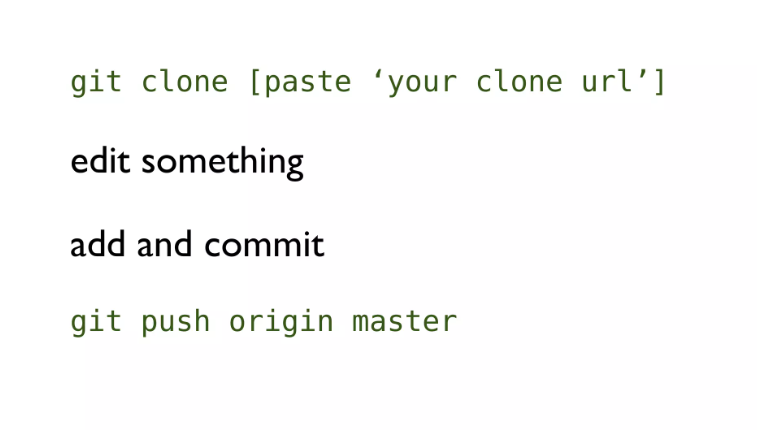 git clone [paste ‘your clone url’]
edit something
add and commit
git push origin master